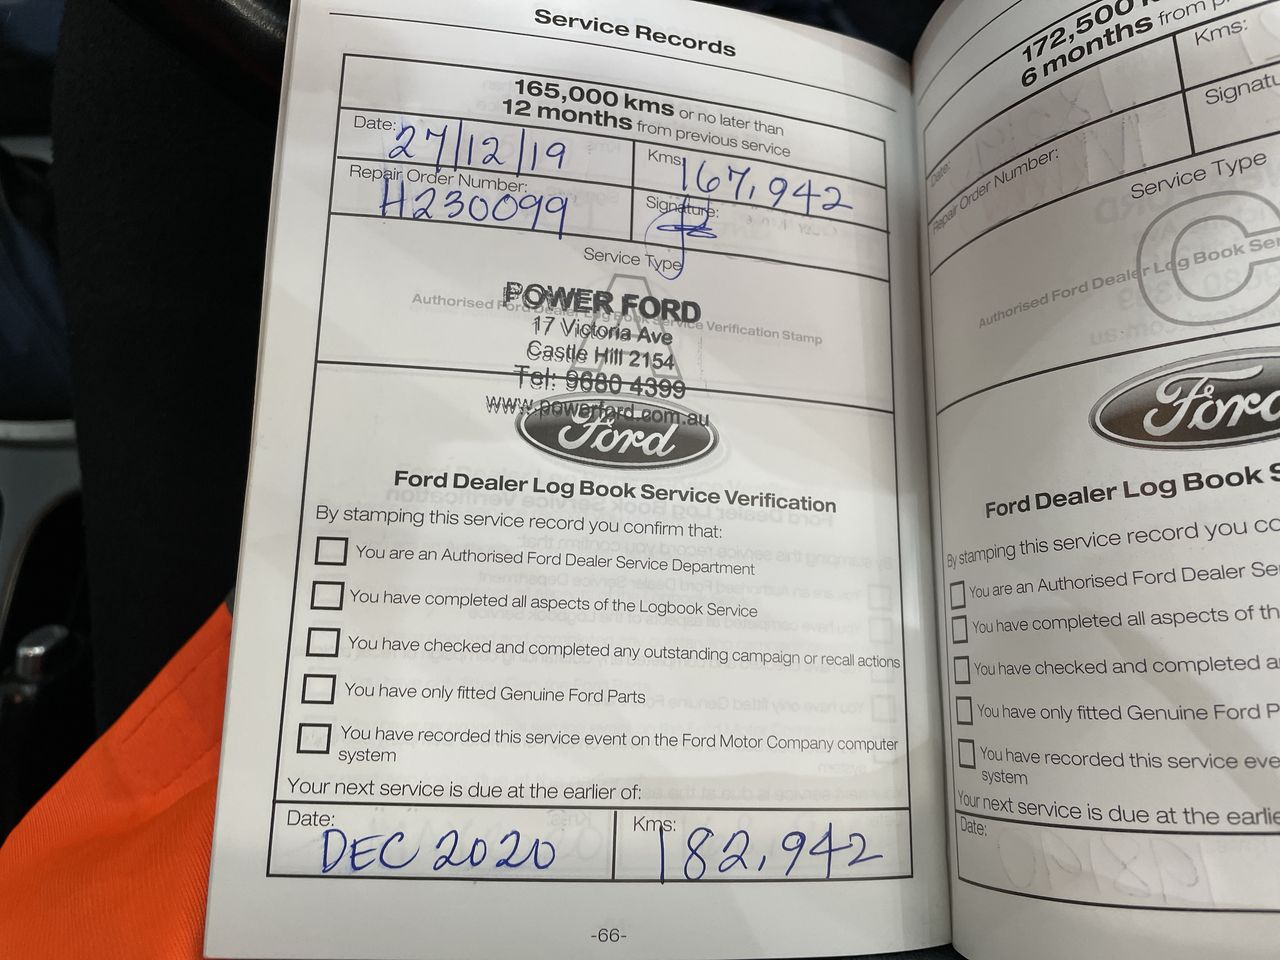 Service Records
165,000 kms or no later than
12 months from previous service
Date: 27/12/19
Kms: 167,942
Repair Order Number: H230099
Signature:
Service Type
A
Authorised Ford Dealer Log Book Service Verification Stamp
POWER FORD
17 Victoria Ave
Castle Hill 2154
Tel: 9680 4399
www.powerford.com.au
Ford
Ford Dealer Log Book Service Verification
By stamping this service record you confirm that:
You are an Authorised Ford Dealer Service Department
You have completed all aspects of the Logbook Service
You have checked and completed any outstanding campaign or recall actions
You have only fitted Genuine Ford Parts
You have recorded this service event on the Ford Motor Company computer
system
Your next service is due at the earlier of:
Date: DEC 2020
Kms: 182,942
-66-
172,500
6 months from
Kms:
Date:
Repair Order Number:
Service Type
C
Authorised Ford Dealer Log Book
Ford
Ford Dealer Log Book
By stamping this service record you
You are an Authorised Ford Dealer
You have completed all aspects of
You have checked and completed
You have only fitted Genuine Ford
You have recorded this service
system
Your next service is due at the
Date: